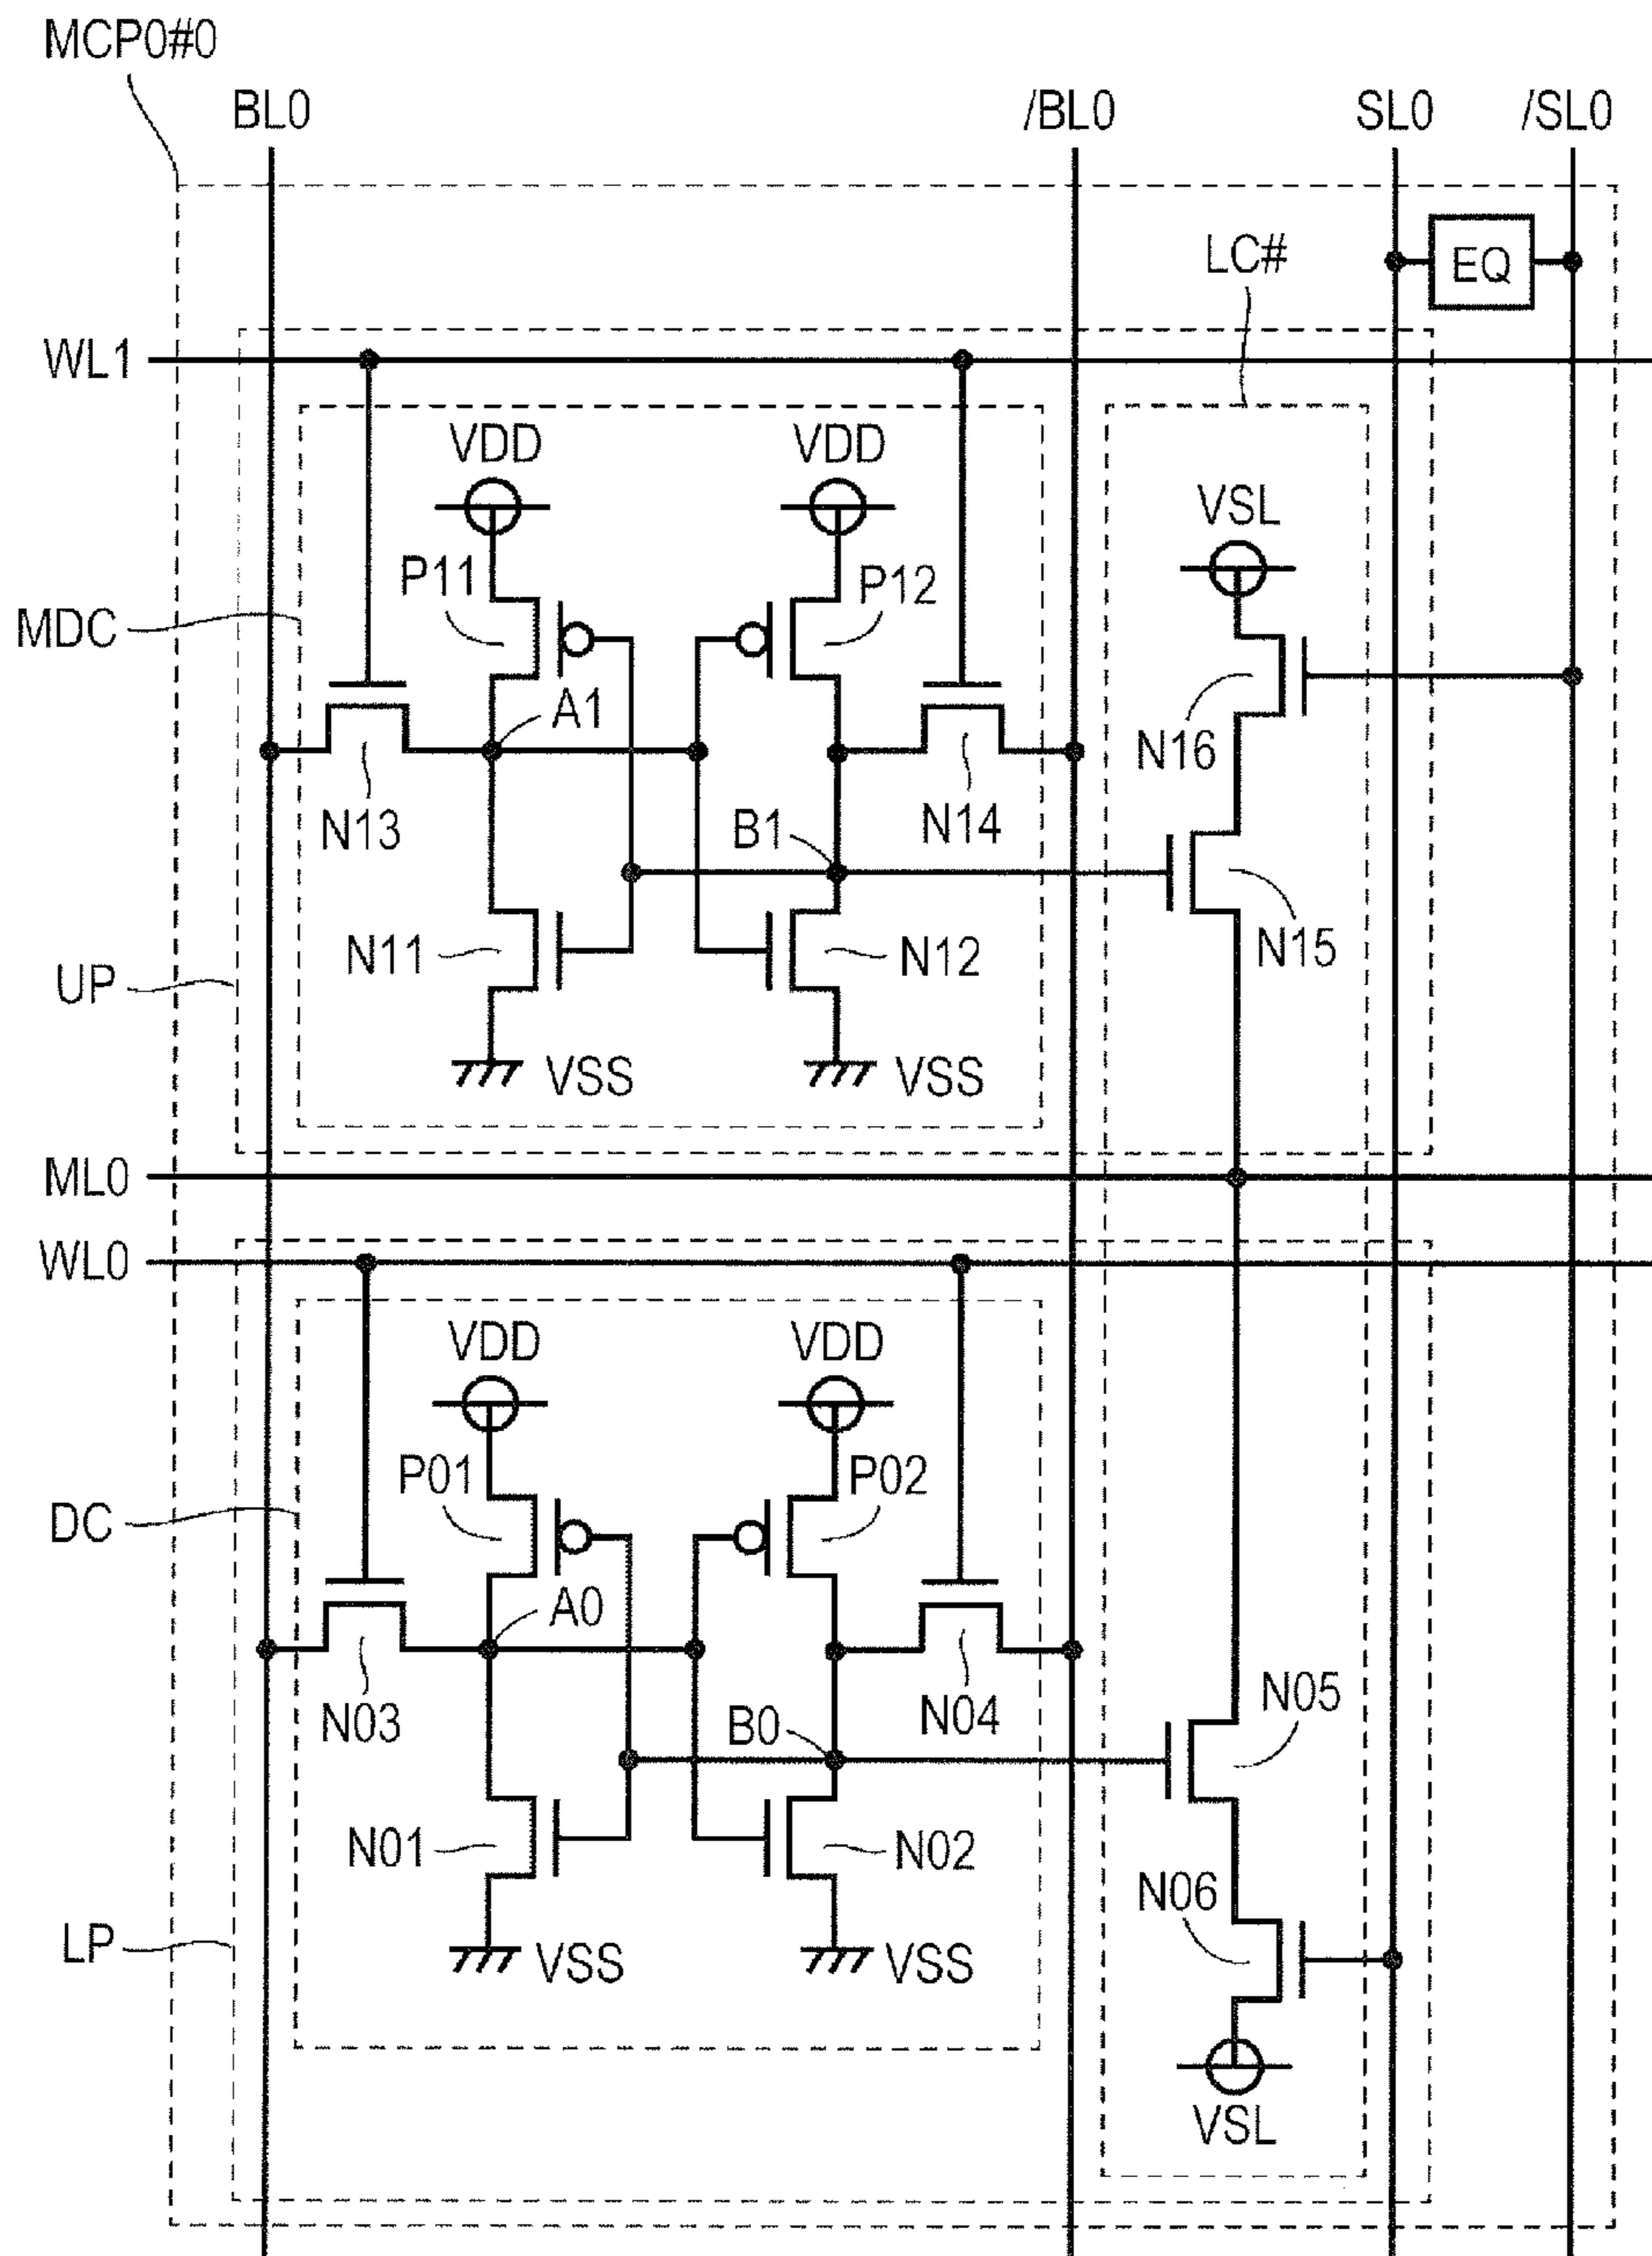 MCP0#0
BL0
/BL0
SL0
/SL0
LC#
EQ
WL1
VDD
VDD
VSL
P11
P12
MDC
A1
N16
N13
N14
B1
N15
N11
N12
UP
VSS
VSS
ML0
WL0
VDD
VDD
P01
P02
DC
A0
N05
N03
N04
B0
N01
N02
N06
LP
VSS
VSS
VSL